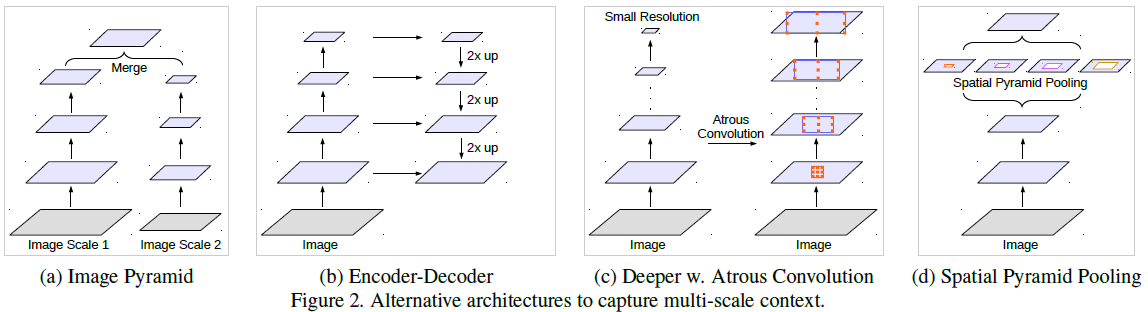 Merge
Image Scale 1
Image Scale 2
(a) Image Pyramid
2x up
2x up
2x up
Image
(b) Encoder-Decoder
Small Resolution
Atrous
Convolution
Image
Image
(c) Deeper w. Atrous Convolution
Spatial Pyramid Pooling
Image
(d) Spatial Pyramid Pooling
Figure 2. Alternative architectures to capture multi-scale context.